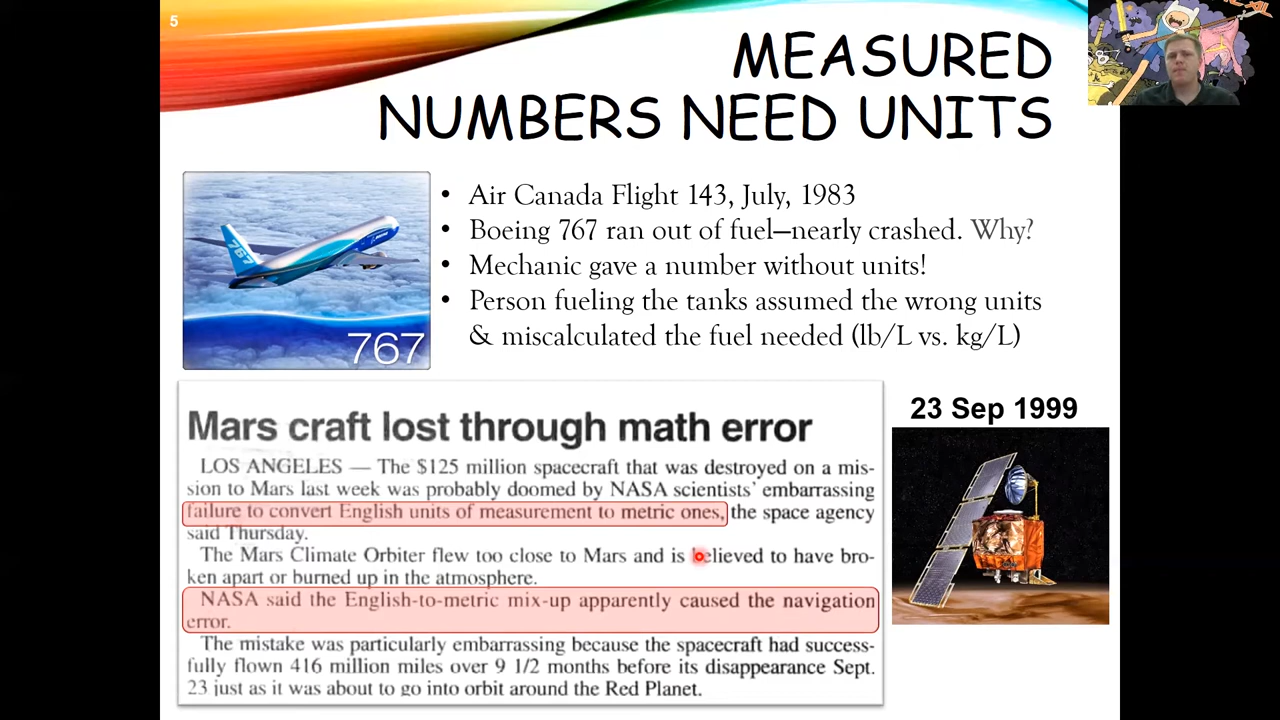 5
MEASURED
NUMBERS NEED UNITS
• Air Canada Flight 143, July, 1983
• Boeing 767 ran out of fuel—nearly crashed. Why?
• Mechanic gave a number without units!
• Person fueling the tanks assumed the wrong units
& miscalculated the fuel needed (lb/L vs. kg/L)
767
767
Mars craft lost through math error
LOS ANGELES — The $125 million spacecraft that was destroyed on a mis-
sion to Mars last week was probably doomed by NASA scientists' embarrassing
failure to convert English units of measurement to metric ones, the space agency
said Thursday.
The Mars Climate Orbiter flew too close to Mars and is believed to have bro-
ken apart or burned up in the atmosphere.
NASA said the English-to-metric mix-up apparently caused the navigation
error.
The mistake was particularly embarrassing because the spacecraft had success-
fully flown 416 million miles over 9 1/2 months before its disappearance Sept.
23 just as it was about to go into orbit around the Red Planet.
23 Sep 1999